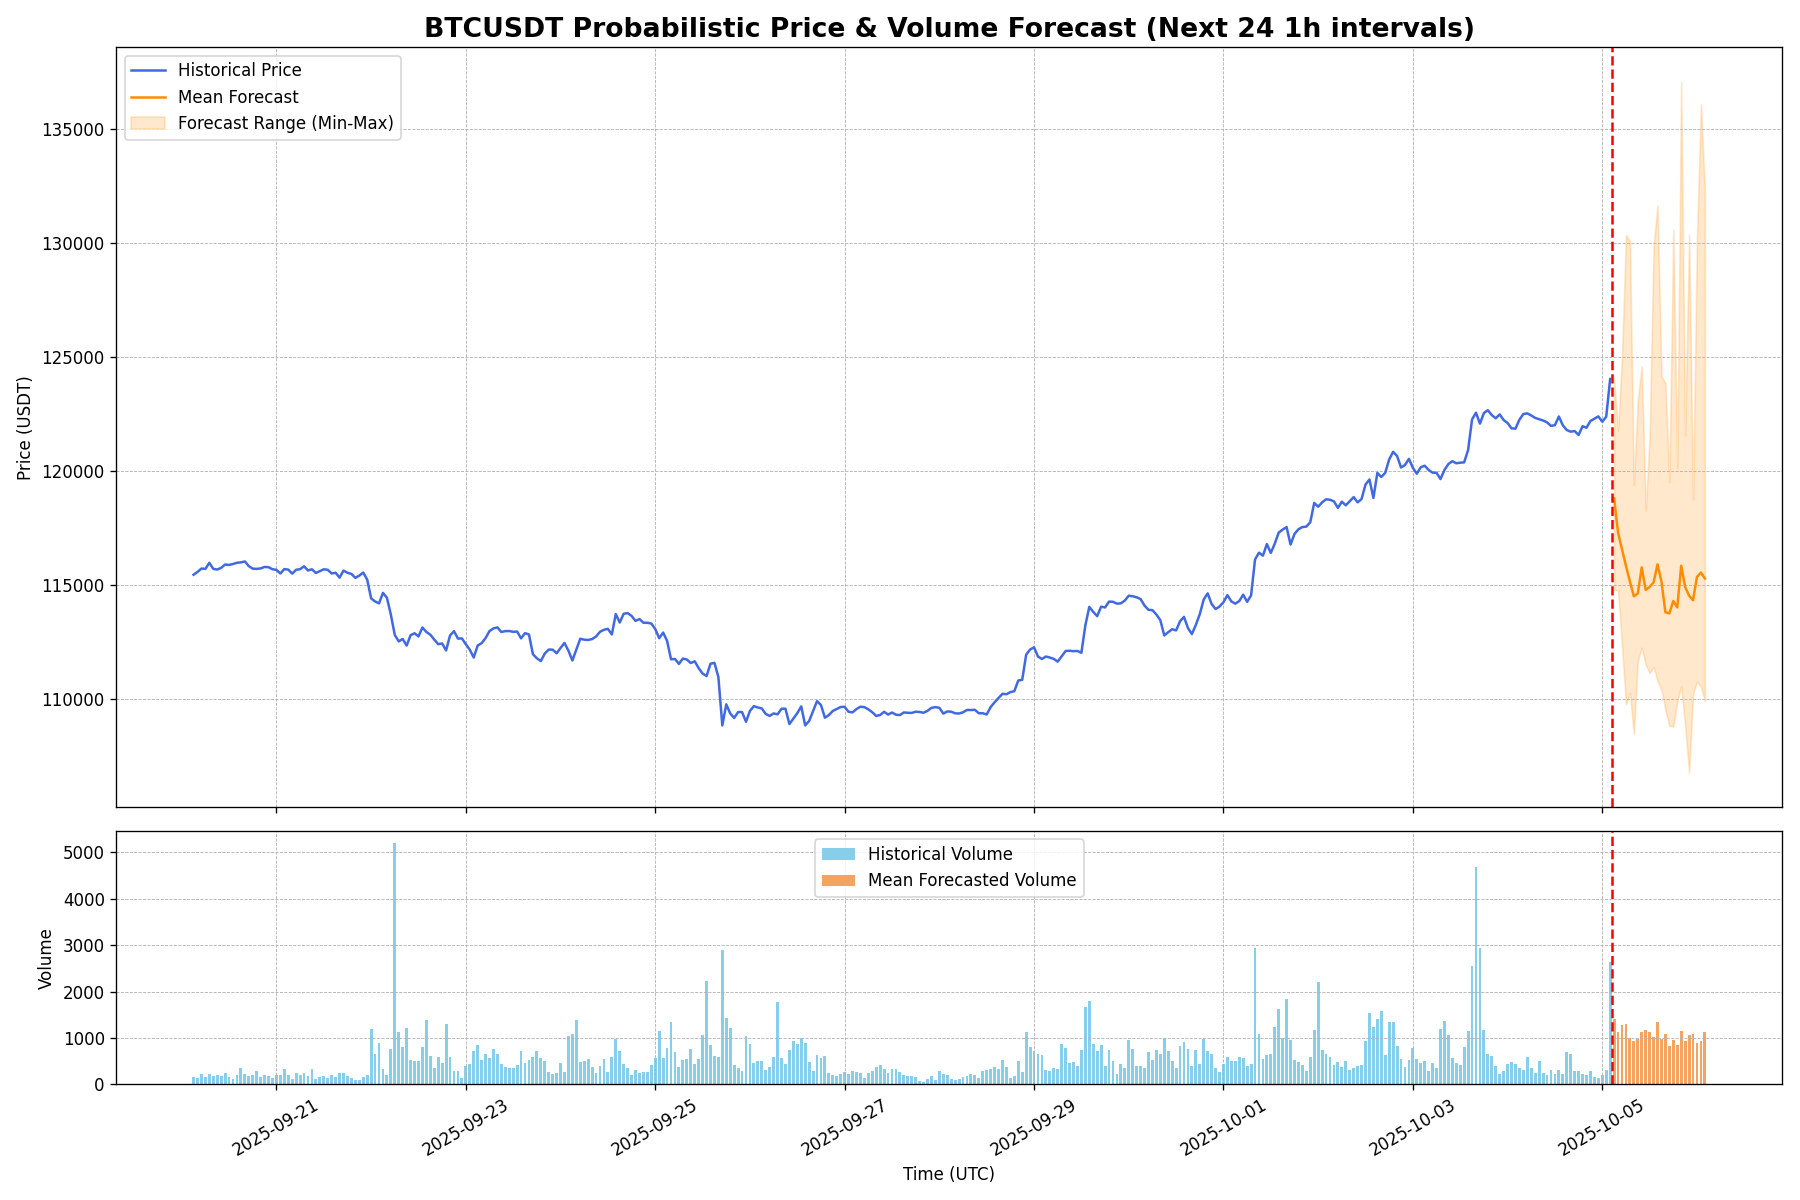 BTCUSDT Probabilistic Price & Volume Forecast (Next 24 1h intervals)
Historical Price
Mean Forecast
Forecast Range (Min-Max)
135000
130000
125000
120000
115000
110000
Price (USDT)
Historical Volume
Mean Forecasted Volume
5000
4000
3000
2000
1000
0
Volume
2025-09-21
2025-09-23
2025-09-25
2025-09-27
2025-09-29
2025-10-01
2025-10-03
2025-10-05
Time (UTC)